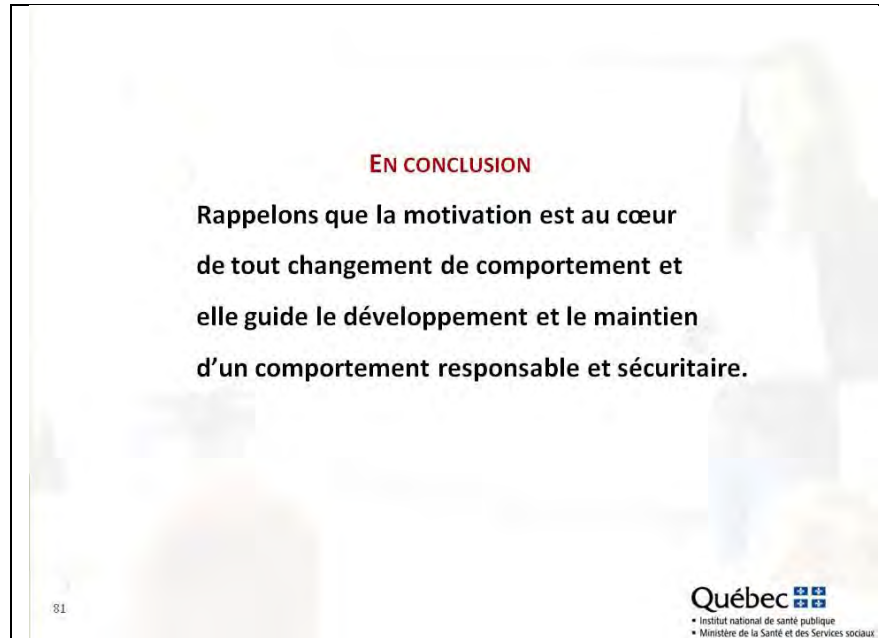 EN CONCLUSION
Rappelons que la motivation est au cœur
de tout changement de comportement et
elle guide le développement et le maintien
d’un comportement responsable et sécuritaire.
81
Québec
▪ Institut national de santé publique
▪ Ministère de la Santé et des Services sociaux